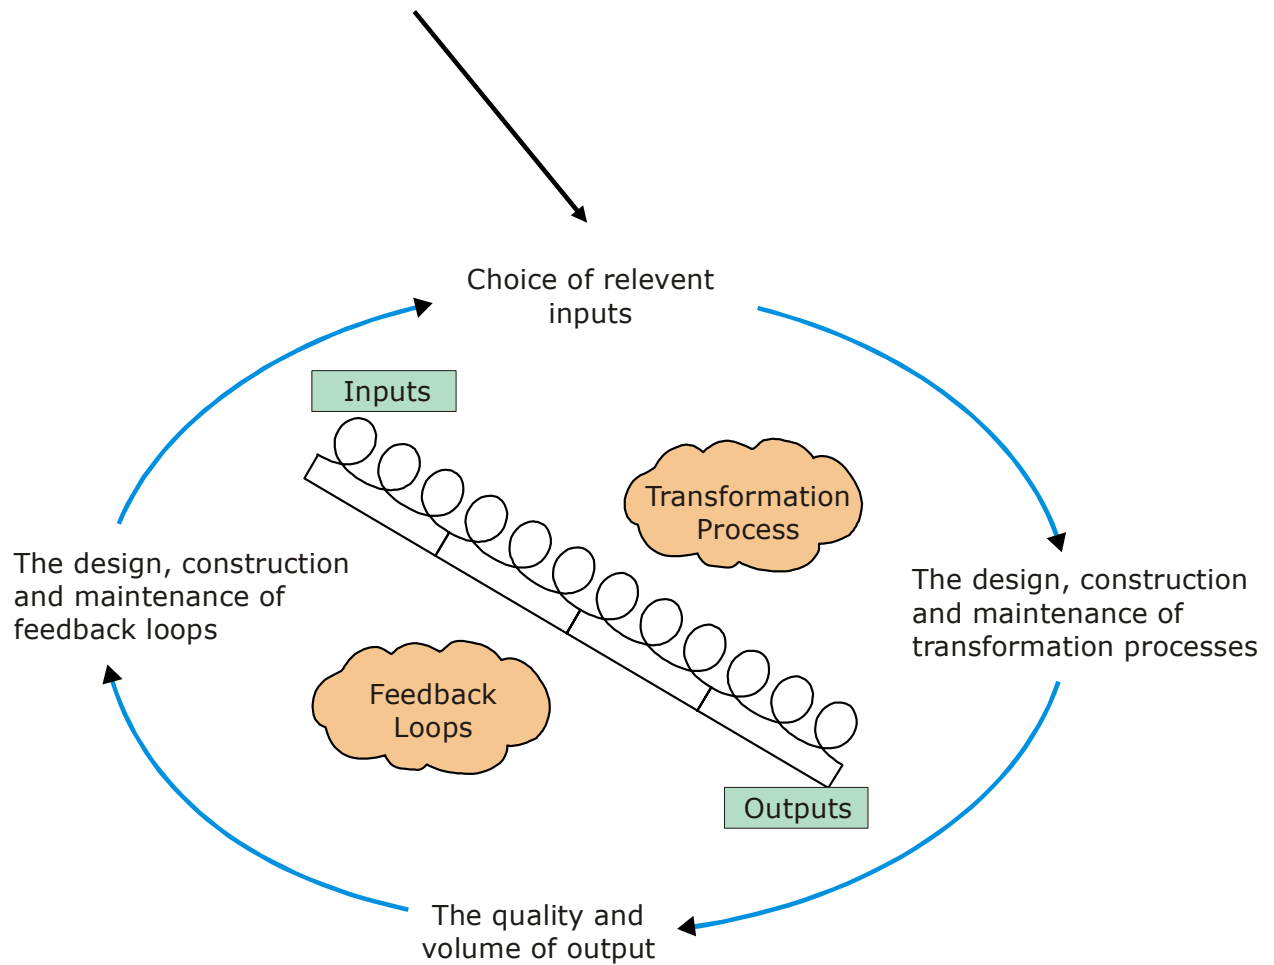 Choice of relevent
inputs
Inputs
Transformation
Process
The design, construction
and maintenance of
feedback loops
The design, construction
and maintenance of
transformation processes
Feedback
Loops
Outputs
The quality and
volume of output